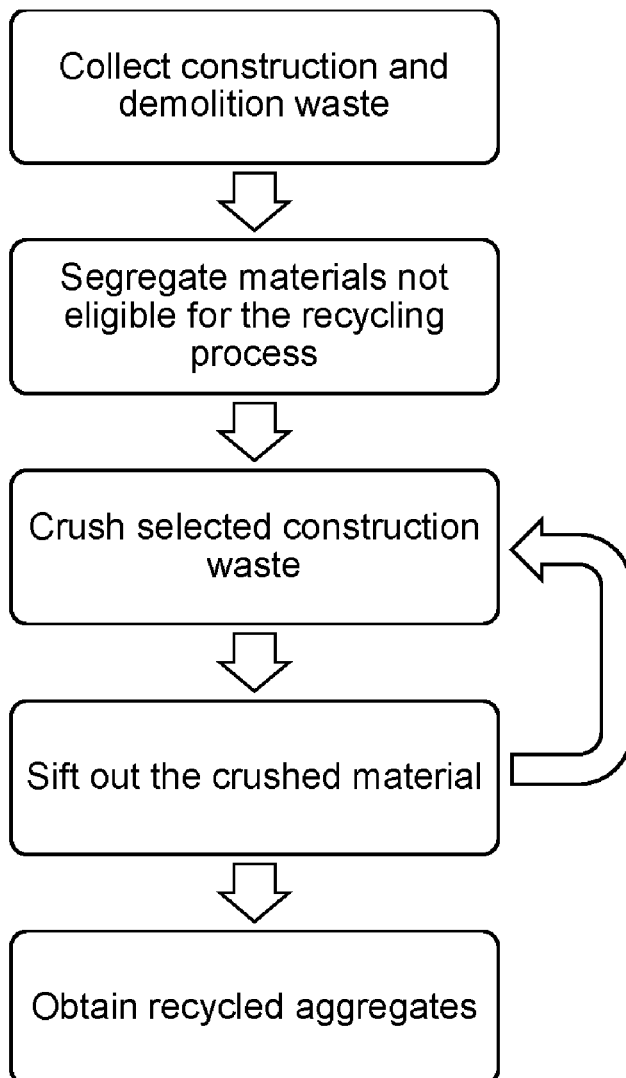 Collect construction and
demolition waste
Segregate materials not
eligible for the recycling
process
Crush selected construction
waste
Sift out the crushed material
Obtain recycled aggregates